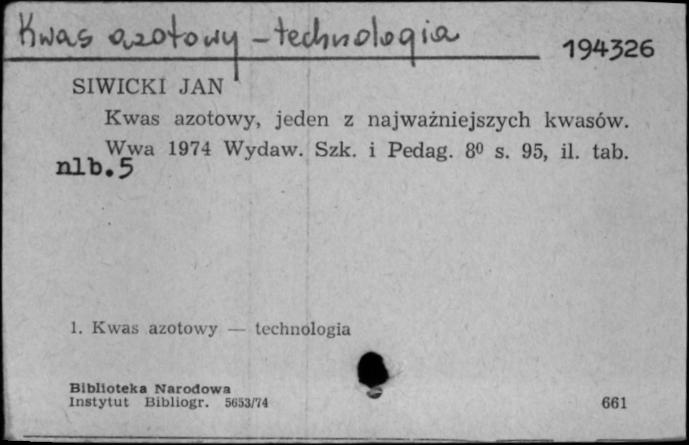 Kwas azotowy - technologia
194326
SIWICKI JAN
Kwas azotowy, jeden z najważniejszych kwasów.
Wwa 1974 Wydaw. Szk. i Pedag. 8⁰ s. 95, il. tab.
nlb.5
1. Kwas azotowy — technologia
Biblioteka Narodowa
Instytut Bibliogr. 5653/74
661